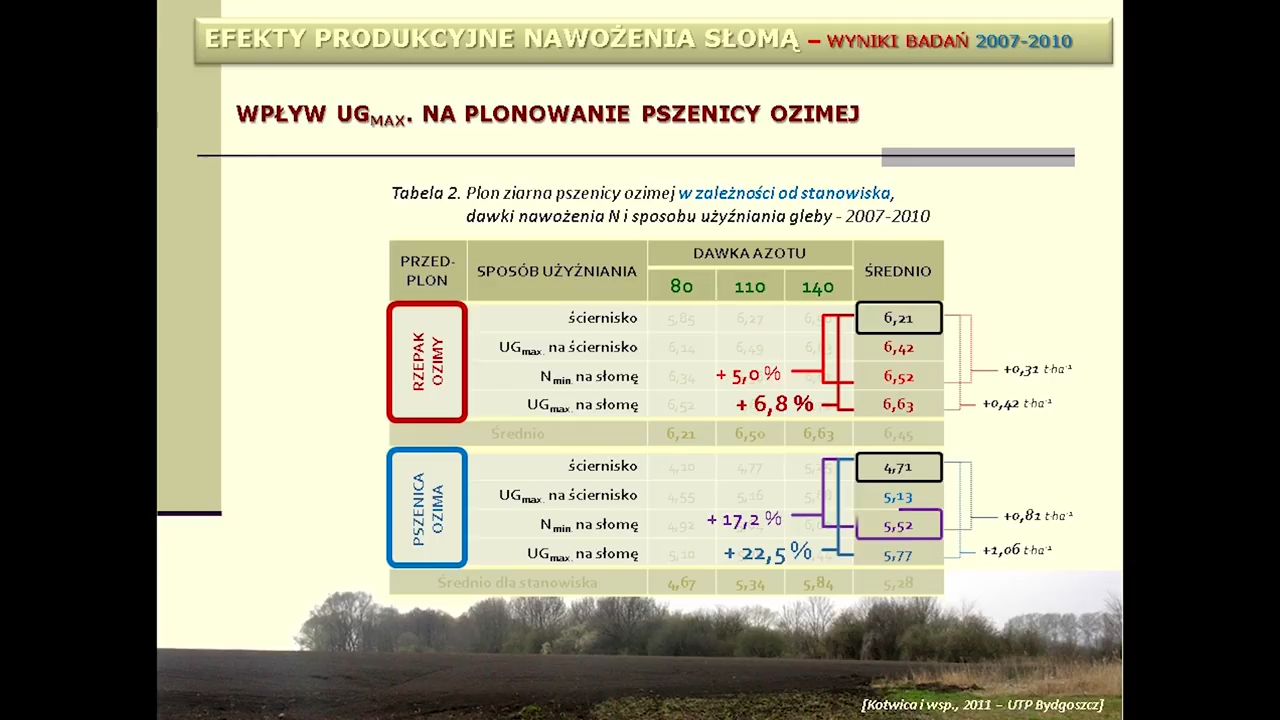 EFEKTY PRODUKCYJNE NAWOŻENIA SŁOMĄ – WYNIKI BADAŃ 2007-2010
WPŁYW UGMAX. NA PLONOWANIE PSZENICY OZIMEJ
Tabela 2. Plon ziarna pszenicy ozimej w zależności od stanowiska,
dawki nawożenia N i sposobu użyźniania gleby - 2007-2010
PRZED-
PLON
SPOSÓB UŻYŹNIANIA
DAWKA AZOTU
ŚREDNIO
80 110 140
RZEPAK
OZIMY
ściernisko 5,85 6,27 6,21
UGmax. na ściernisko 6,14 6,49 6,42
Nmin. na słomę 6,34 + 5,0 % 6,52
UGmax. na słomę 6,52 + 6,8 % 6,63
+0,31 t·ha-1
+0,42 t·ha-1
Średnio 6,21 6,50 6,63 6,45
PSZENICA
OZIMA
ściernisko 4,10 4,77 4,71
UGmax. na ściernisko 4,55 5,16 5,13
Nmin. na słomę 4,92 + 17,2 % 5,52
UGmax. na słomę 5,10 + 22,5 % 5,77
+0,81 t·ha-1
+1,06 t·ha-1
Średnio dla stanowiska 4,67 5,34 5,84 5,28
[Kotwica i wsp., 2011 – UTP Bydgoszcz]